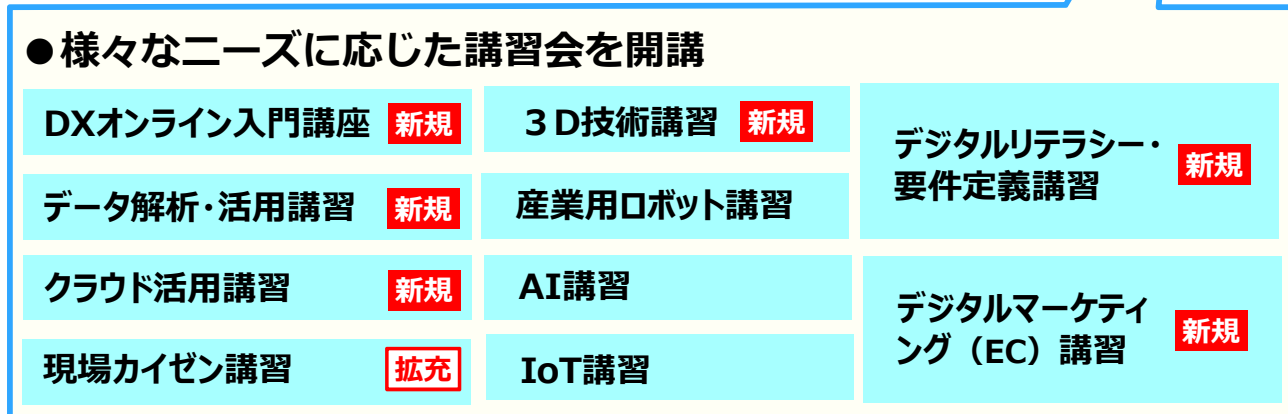 ●様々なニーズに応じた講習会を開講
DXオンライン入門講座 新規
データ解析・活用講習 新規
クラウド活用講習 新規
現場カイゼン講習 拡充
３D技術講習 新規
産業用ロボット講習
AI講習
IoT講習
デジタルリテラシー・
要件定義講習 新規
デジタルマーケティ
ング（EC）講習 新規